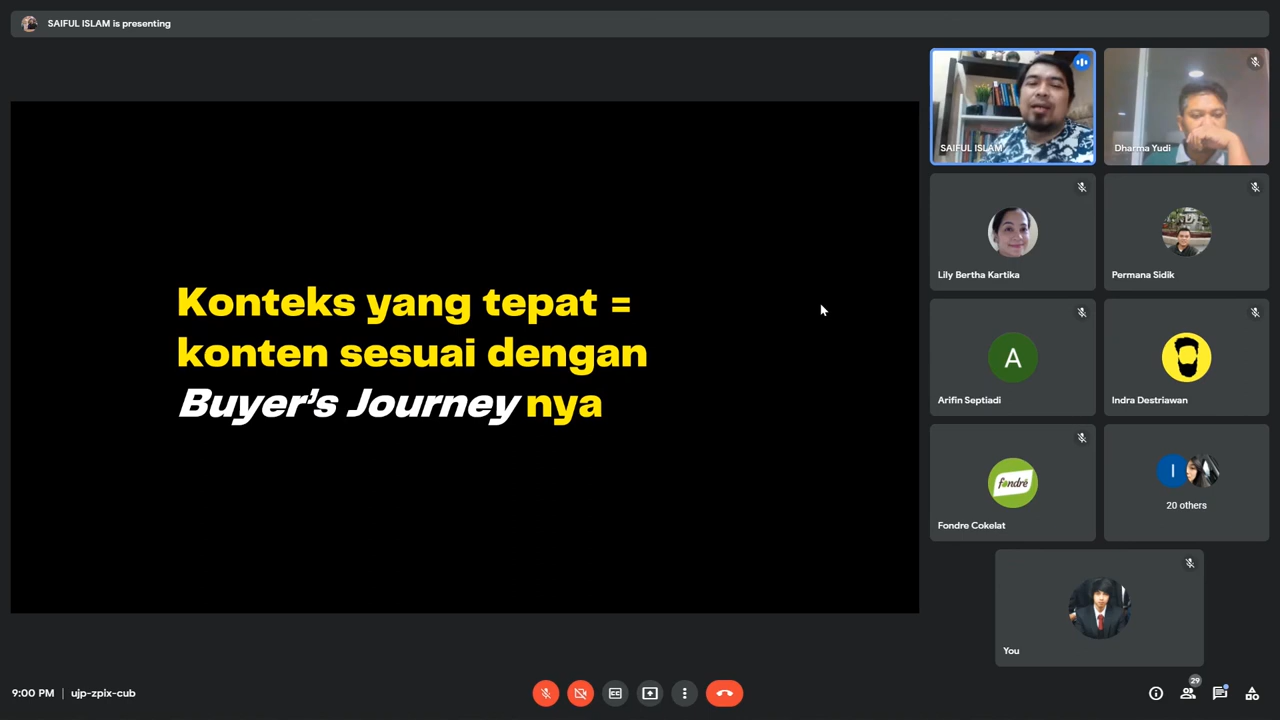 SAIFUL ISLAM is presenting
Konteks yang tepat =
konten sesuai dengan
Buyer's Journey nya
SAIFUL ISLAM
Dharma Yudi
Lily Bertha Kartika
Permana Sidik
A
Arifin Septiadi
Indra Destriawan
fondré
Fondre Cokelat
I
20 others
You
9:00 PM | ujp-zpix-cub
CC
29